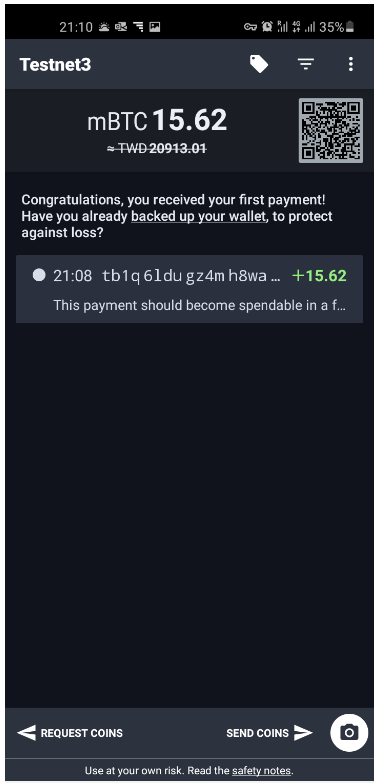 21:10 35%
Testnet3
mBTC 15.62
≈ TWD 20913.01
Congratulations, you received your first payment!
Have you already backed up your wallet, to protect
against loss?
21:08 tb1q 6ldu gz4m h8wa … +15.62
This payment should become spendable in a f…
REQUEST COINS SEND COINS
Use at your own risk. Read the safety notes.